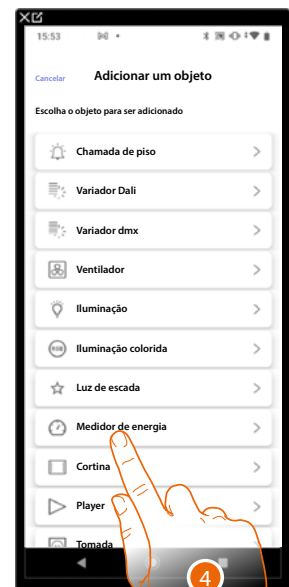 15:53
Cancelar Adicionar um objeto
Escolha o objeto para ser adicionado
Chamada de piso
Variador Dali
Variador dmx
Ventilador
Iluminação
RGB Iluminação colorida
Luz de escada
Medidor de energia
Cortina
Player
Tomada
4